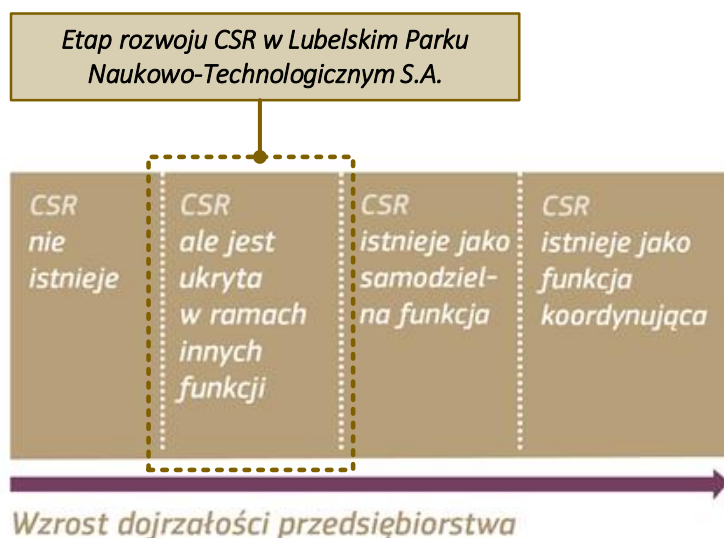 Etap rozwoju CSR w Lubelskim Parku
Naukowo-Technologicznym S.A.
CSR
nie
istnieje
CSR
ale jest
ukryta
w ramach
innych
funkcji
CSR
istnieje jako
samodziel-
na funkcja
CSR
istnieje jako
funkcja
koordynująca
Wzrost dojrzałości przedsiębiorstwa